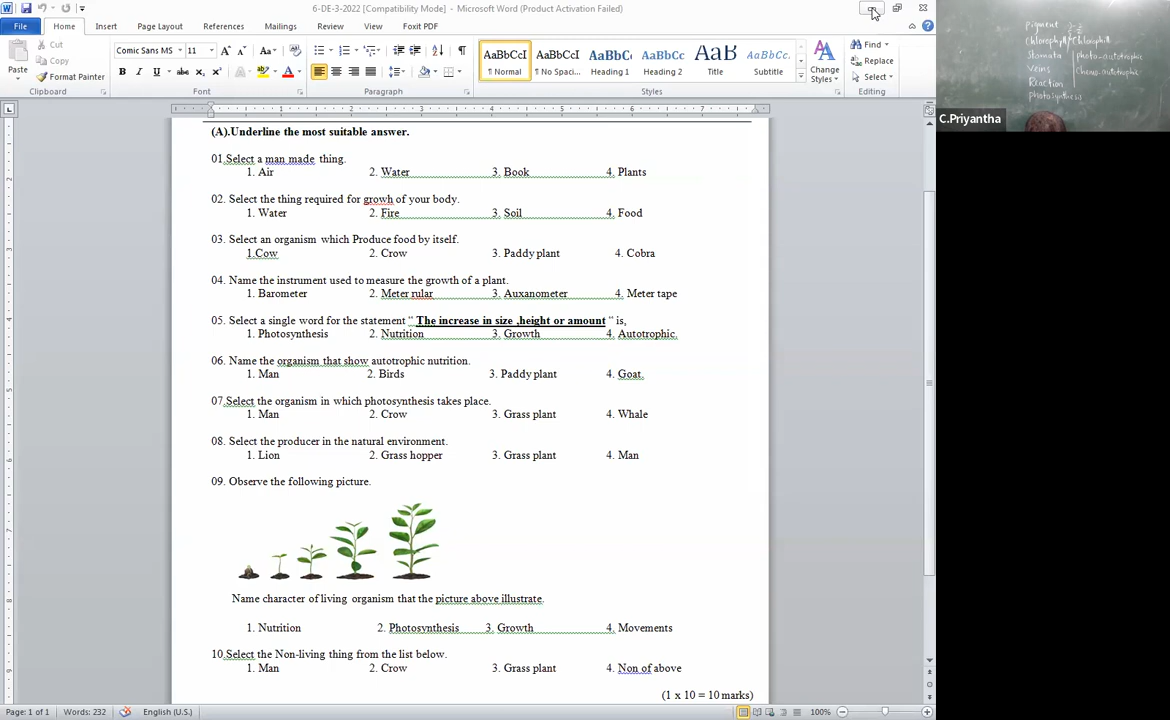 6-DE-3-2022 [Compatibility Mode] - Microsoft Word (Product Activation Failed)
File Home Insert Page Layout References Mailings Review View Foxit PDF
Paste Cut Copy Format Painter Clipboard
Comic Sans MS 11 Font
Paragraph
AaBbCcI ¶ Normal AaBbCcI ¶ No Spaci... AaBbC Heading 1 AaBbCc Heading 2 AaB Title AaBbCc. Subtitle Change Styles Styles
Find Replace Select Editing
(A).Underline the most suitable answer.
01.Select a man made thing.
1. Air 2. Water 3. Book 4. Plants
02. Select the thing required for growh of your body.
1. Water 2. Fire 3. Soil 4. Food
03. Select an organism which Produce food by itself.
1.Cow 2. Crow 3. Paddy plant 4. Cobra
04. Name the instrument used to measure the growth of a plant.
1. Barometer 2. Meter rular 3. Auxanometer 4. Meter tape
05. Select a single word for the statement " The increase in size ,height or amount " is,
1. Photosynthesis 2. Nutrition 3. Growth 4. Autotrophic.
06. Name the organism that show autotrophic nutrition.
1. Man 2. Birds 3. Paddy plant 4. Goat.
07.Select the organism in which photosynthesis takes place.
1. Man 2. Crow 3. Grass plant 4. Whale
08. Select the producer in the natural environment.
1. Lion 2. Grass hopper 3. Grass plant 4. Man
09. Observe the following picture.
Name character of living organism that the picture above illustrate.
1. Nutrition 2. Photosynthesis 3. Growth 4. Movements
10.Select the Non-living thing from the list below.
1. Man 2. Crow 3. Grass plant 4. Non of above
(1 x 10 = 10 marks)
Page: 1 of 1 Words: 232 English (U.S.) 100%
Pigment
Chlorophyll
Stomata photo-autotrophic
Veins
Reaction
photosynthesis
C.Priyantha